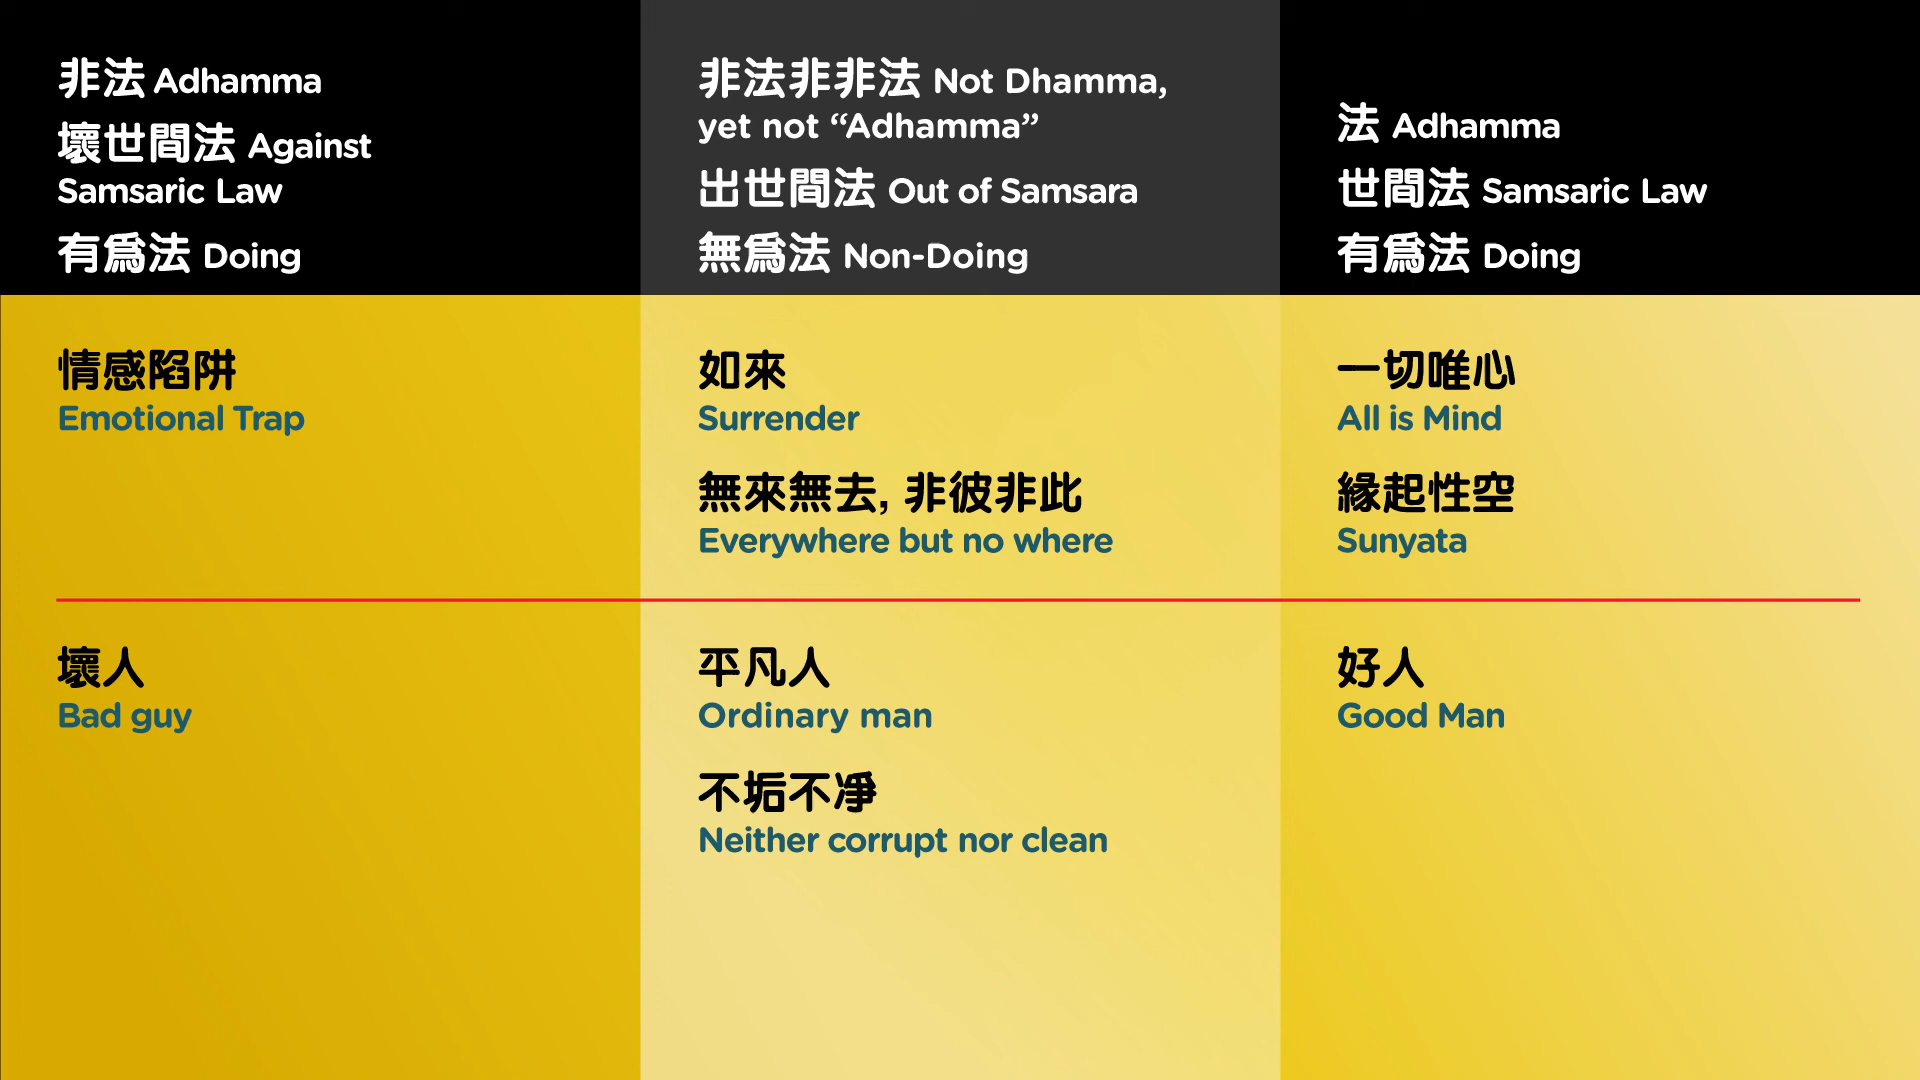 非法 Adhamma
壞世間法 Against
Samsaric Law
有爲法 Doing
非法非非法 Not Dhamma,
yet not “Adhamma”
出世間法 Out of Samsara
無爲法 Non-Doing
法 Adhamma
世間法 Samsaric Law
有爲法 Doing
情感陷阱
Emotional Trap
如來
Surrender
無來無去, 非彼非此
Everywhere but no where
一切唯心
All is Mind
緣起性空
Sunyata
壞人
Bad guy
平凡人
Ordinary man
不垢不凈
Neither corrupt nor clean
好人
Good Man